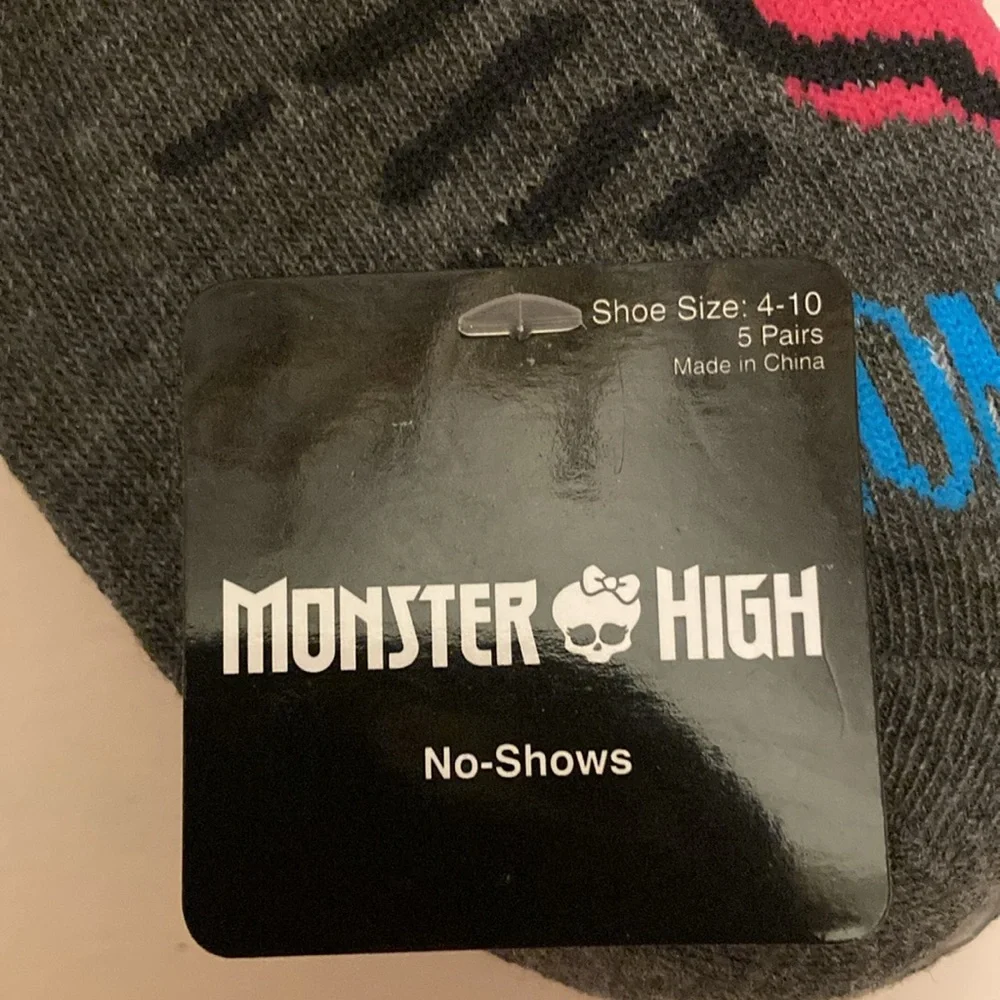 Shoe Size: 4-10
5 Pairs
Made in China
MONSTER HIGH
No-Shows